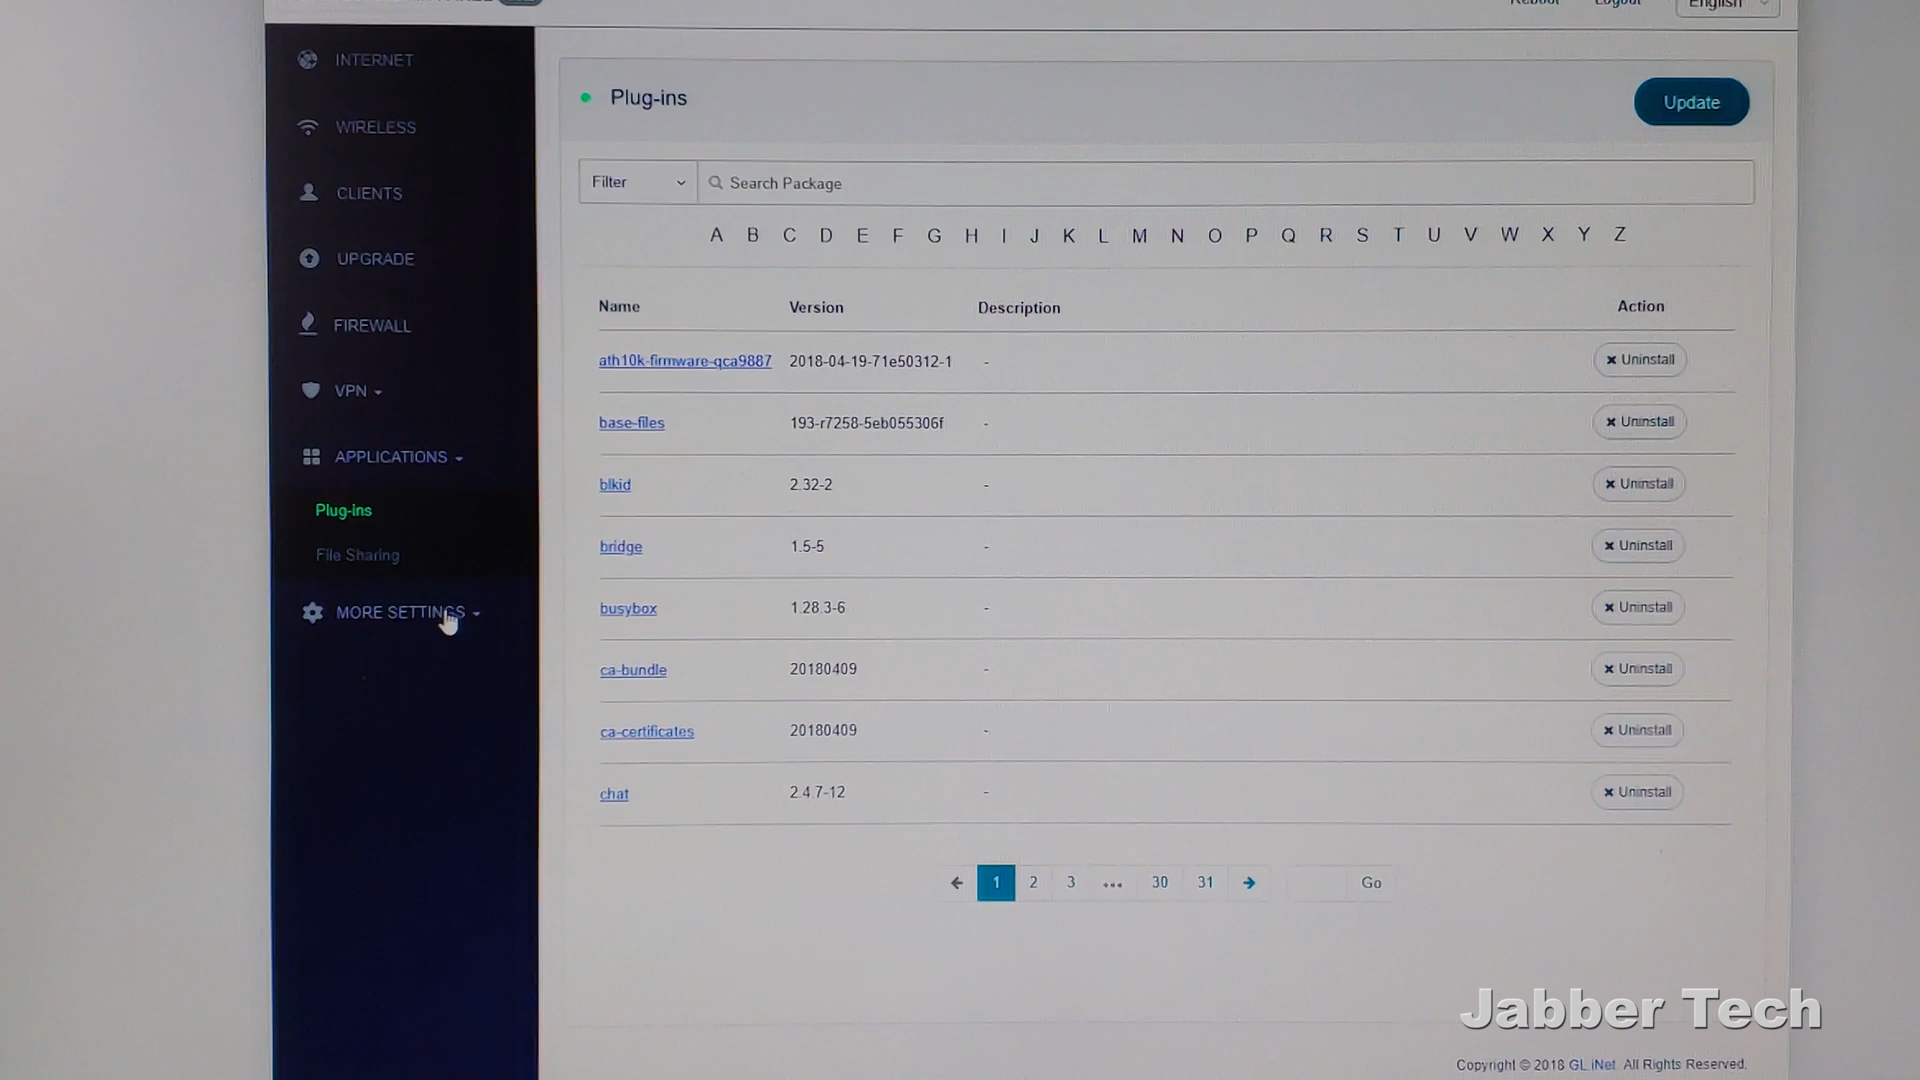 Reboot Logout English
INTERNET
WIRELESS
CLIENTS
UPGRADE
FIREWALL
VPN
APPLICATIONS
Plug-ins
File Sharing
MORE SETTINGS
Plug-ins
Update
Filter
Search Package
A B C D E F G H I J K L M N O P Q R S T U V W X Y Z
Name Version Description Action
ath10k-firmware-qca9887 2018-04-19-71e50312-1 - × Uninstall
base-files 193-r7258-5eb055306f - × Uninstall
blkid 2.32-2 - × Uninstall
bridge 1.5-5 - × Uninstall
busybox 1.28.3-6 - × Uninstall
ca-bundle 20180409 - × Uninstall
ca-certificates 20180409 - × Uninstall
chat 2.4.7-12 - × Uninstall
← 1 2 3 ••• 30 31 → Go
Jabber Tech
Copyright © 2018 GL.iNet. All Rights Reserved.